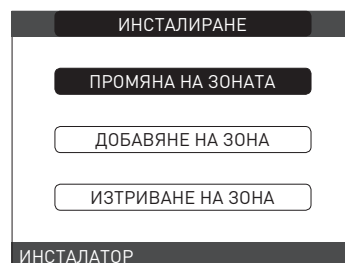 ИНСТАЛИРАНЕ
ПРОМЯНА НА ЗОНАТА
ДОБАВЯНЕ НА ЗОНА
ИЗТРИВАНЕ НА ЗОНА
ИНСТАЛАТОР